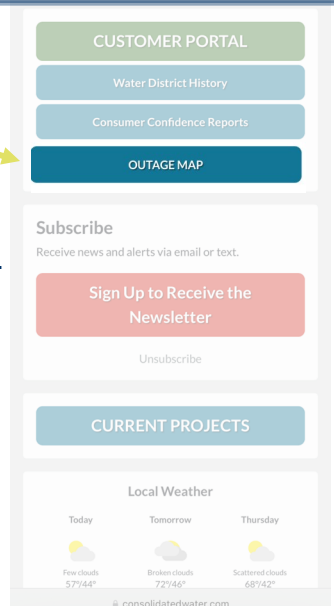 CUSTOMER PORTAL
Water District History
Consumer Confidence Reports
OUTAGE MAP
Subscribe
Receive news and alerts via email or text.
Sign Up to Receive the
Newsletter
Unsubscribe
CURRENT PROJECTS
Local Weather
Today Tomorrow Thursday
Few clouds Broken clouds Scattered clouds
57°/44° 72°/46° 68°/42°
consolidatedwater.com